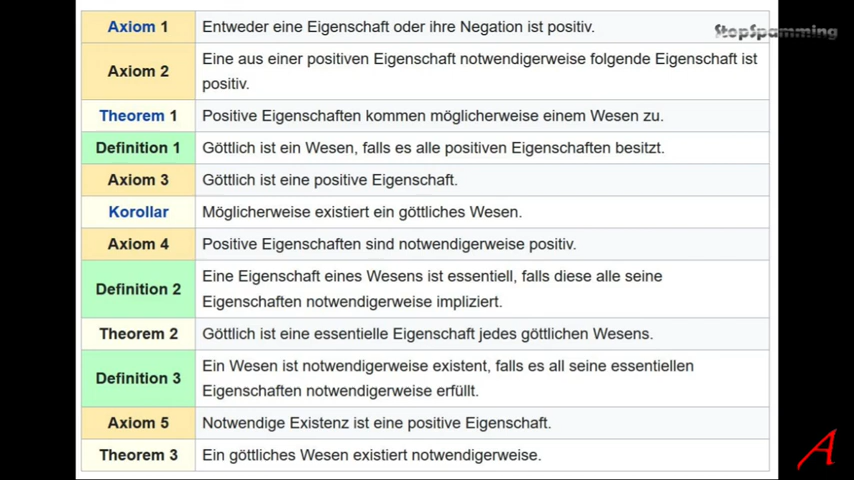 Axiom 1 Entweder eine Eigenschaft oder ihre Negation ist positiv.
StopSpamming
Axiom 2 Eine aus einer positiven Eigenschaft notwendigerweise folgende Eigenschaft ist
positiv.
Theorem 1 Positive Eigenschaften kommen möglicherweise einem Wesen zu.
Definition 1 Göttlich ist ein Wesen, falls es alle positiven Eigenschaften besitzt.
Axiom 3 Göttlich ist eine positive Eigenschaft.
Korollar Möglicherweise existiert ein göttliches Wesen.
Axiom 4 Positive Eigenschaften sind notwendigerweise positiv.
Definition 2 Eine Eigenschaft eines Wesens ist essentiell, falls diese alle seine
Eigenschaften notwendigerweise impliziert.
Theorem 2 Göttlich ist eine essentielle Eigenschaft jedes göttlichen Wesens.
Definition 3 Ein Wesen ist notwendigerweise existent, falls es all seine essentiellen
Eigenschaften notwendigerweise erfüllt.
Axiom 5 Notwendige Existenz ist eine positive Eigenschaft.
Theorem 3 Ein göttliches Wesen existiert notwendigerweise.
A